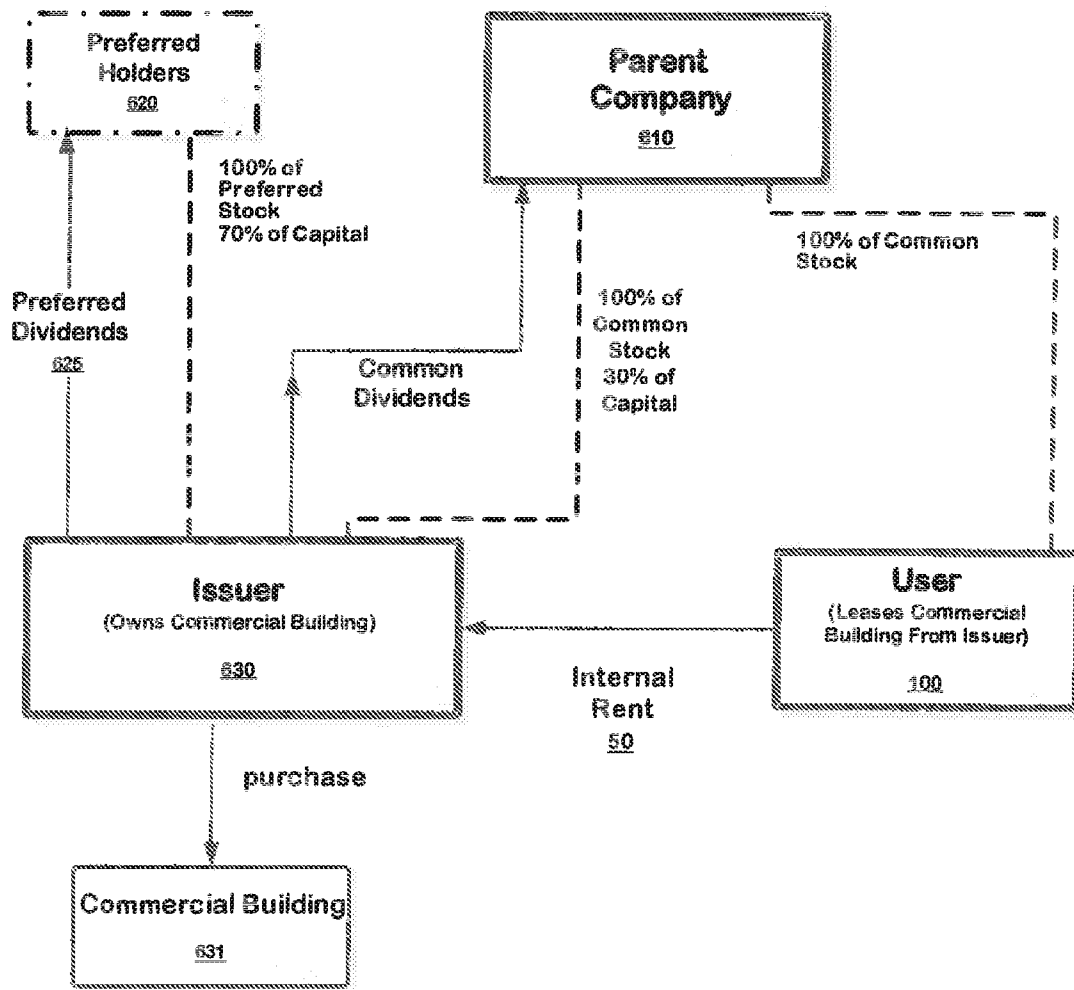 Preferred
Holders
620
Parent
Company
610
100% of
Preferred
Stock
70% of Capital
100% of Common
Stock
Preferred
Dividends
625
100% of
Common
Stock
30% of
Capital
Common
Dividends
Issuer
(Owns Commercial Building)
630
User
(Leases Commercial
Building From Issuer)
100
Internal
Rent
50
purchase
Commercial Building
631